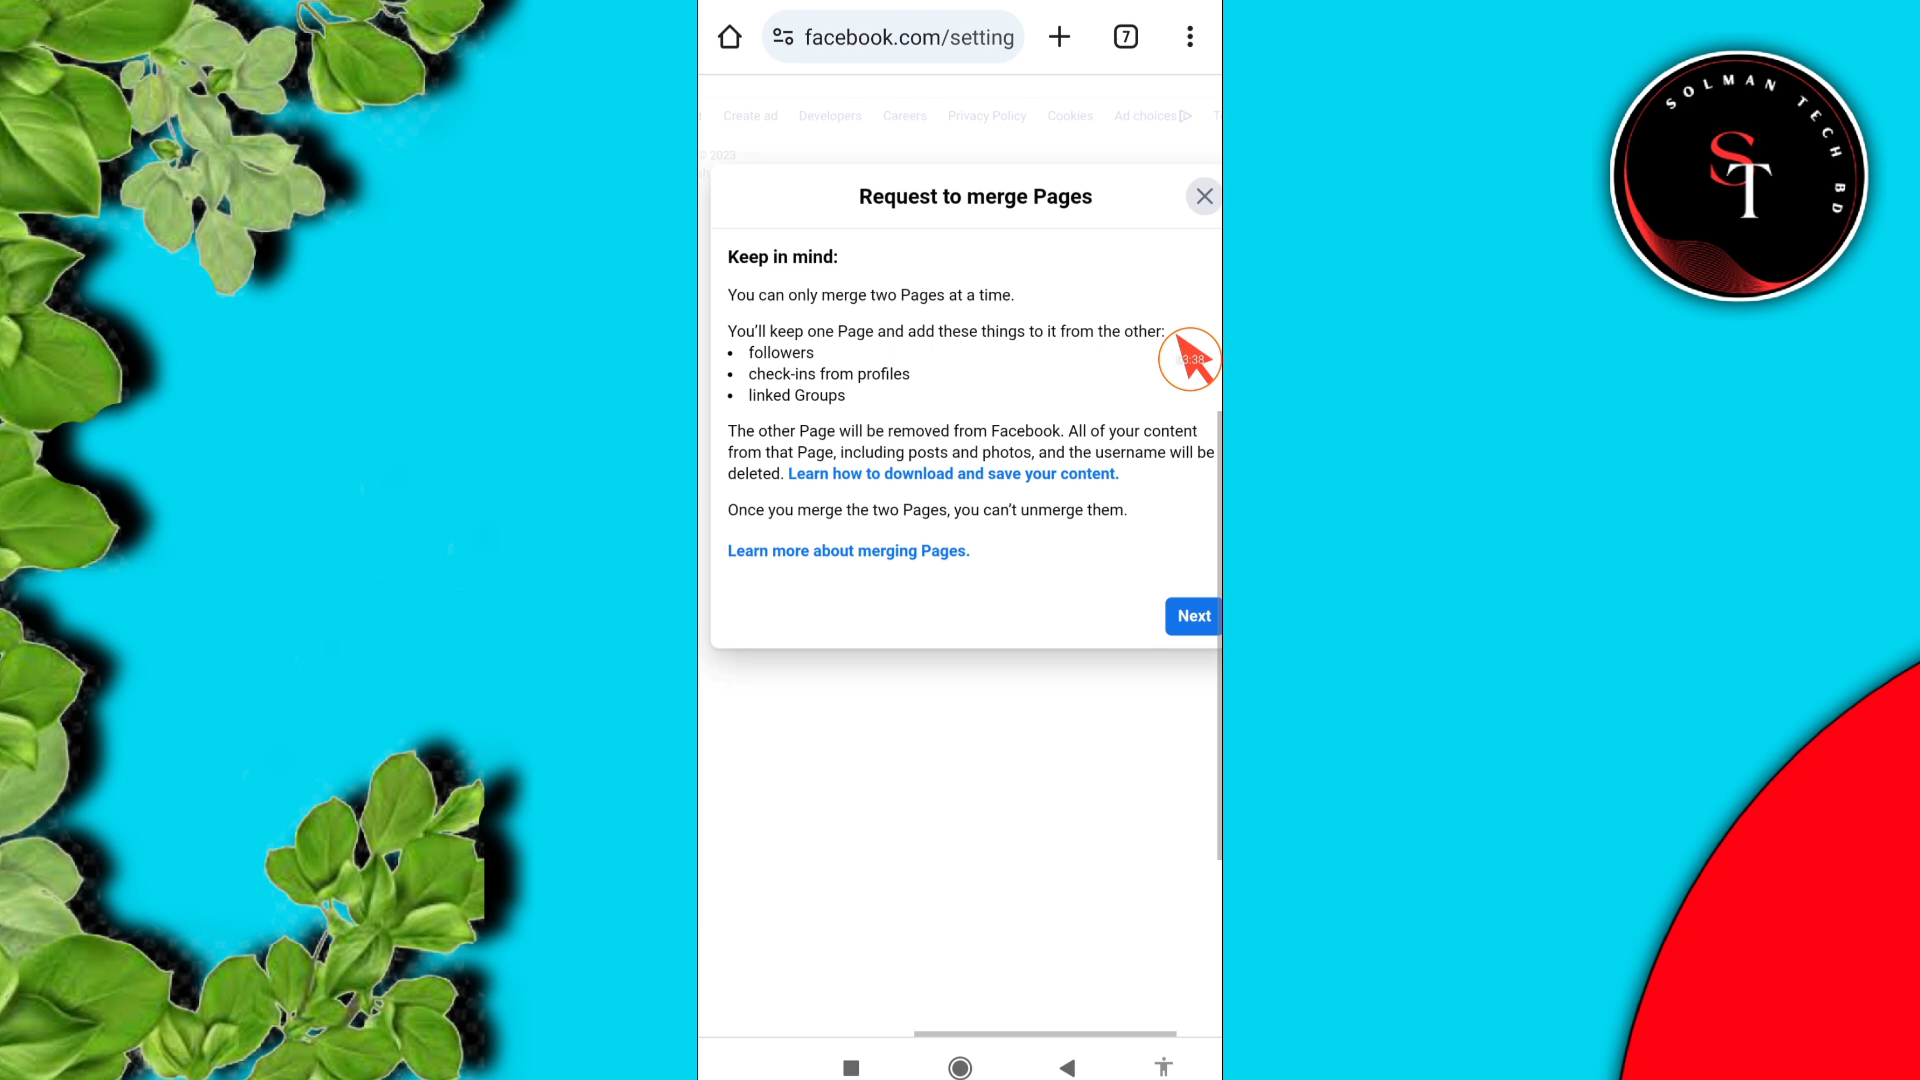 facebook.com/setting
7
Create ad Developers Careers Privacy Policy Cookies Ad choices
© 2023
Request to merge Pages
Keep in mind:
You can only merge two Pages at a time.
You'll keep one Page and add these things to it from the other:
• followers
• check-ins from profiles
• linked Groups
The other Page will be removed from Facebook. All of your content
from that Page, including posts and photos, and the username will be
deleted. Learn how to download and save your content.
Once you merge the two Pages, you can't unmerge them.
Learn more about merging Pages.
Next
SOLMAN TECH BD
ST